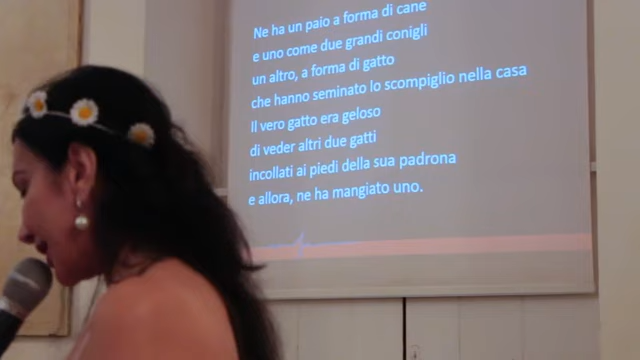 Ne ha un paio a forma di cane
e uno come due grandi conigli
un altro, a forma di gatto
che hanno seminato lo scompiglio nella casa
Il vero gatto era geloso
di veder altri due gatti
incollati ai piedi della sua padrona
e allora, ne ha mangiato uno.